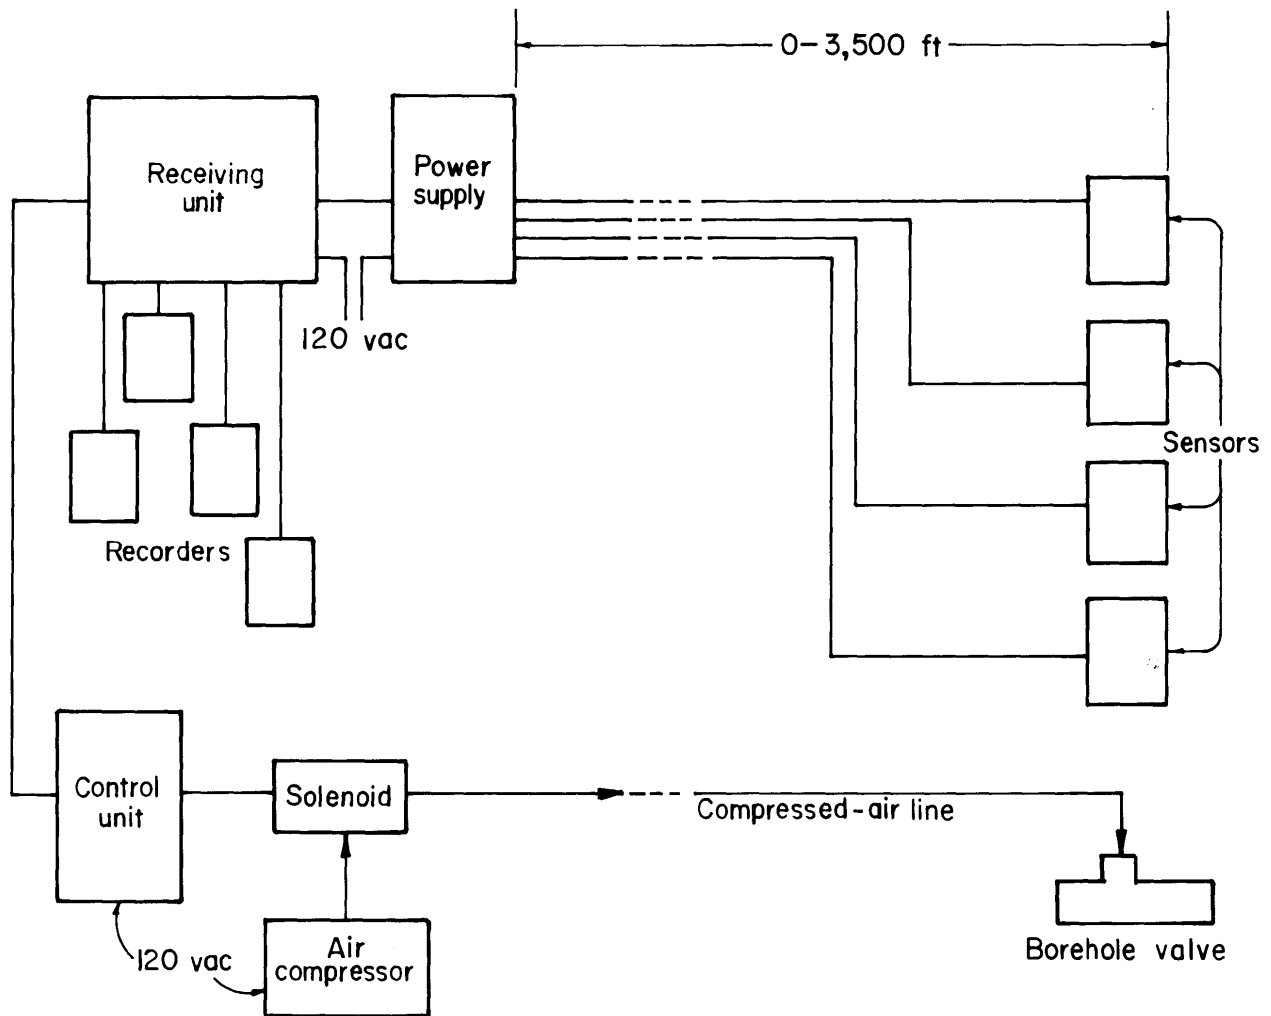 0-3,500 ft
Receiving
unit
Power
supply
120 vac
Sensors
Recorders
Control
unit
Solenoid
Compressed-air line
Air
compressor
120 vac
Borehole valve